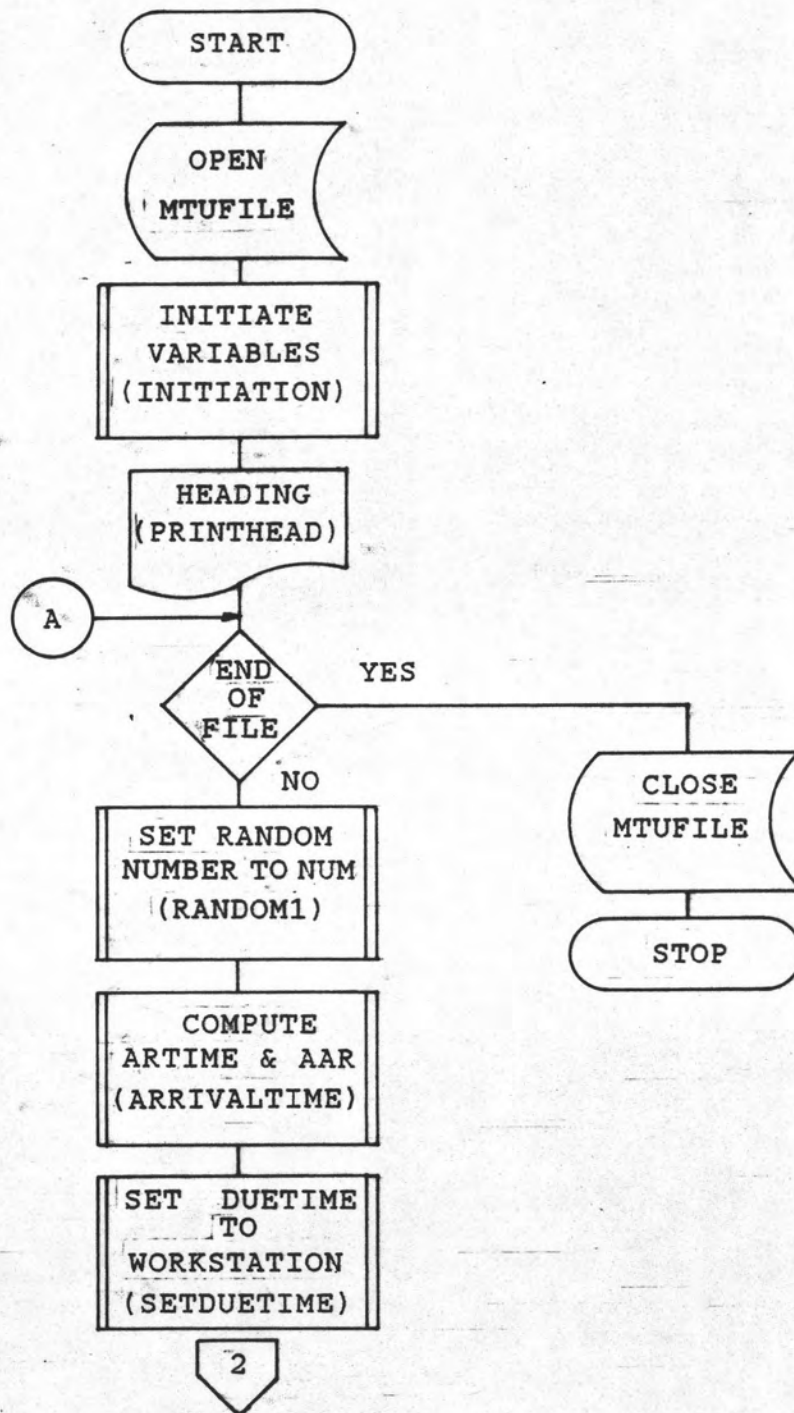 START
OPEN
MTUFILE
INITIATE
VARIABLES
(INITIATION)
HEADING
(PRINTHEAD)
A
END
OF
FILE
YES
NO
CLOSE
MTUFILE
STOP
SET RANDOM
NUMBER TO NUM
(RANDOM1)
COMPUTE
ARTIME & AAR
(ARRIVALTIME)
SET DUETIME
TO
WORKSTATION
(SETDUETIME)
2